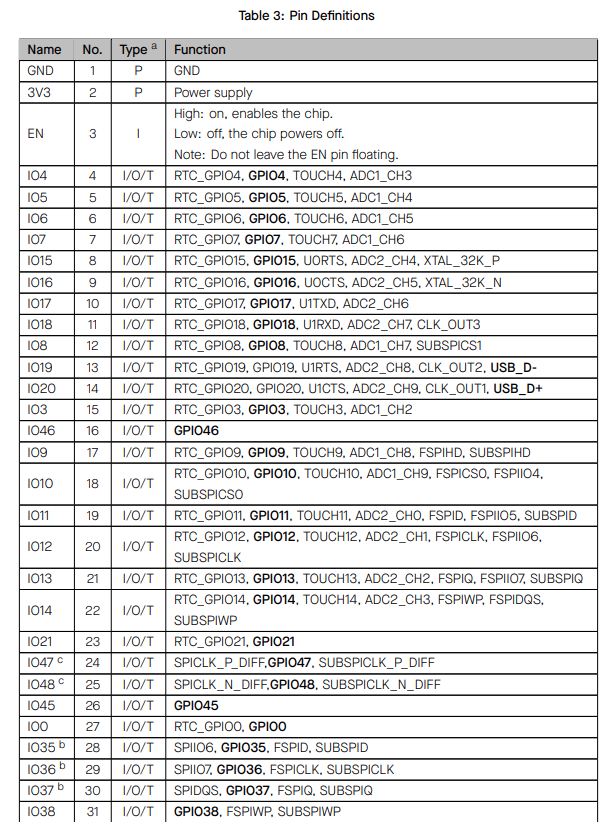 Table 3: Pin Definitions
Name No. Type a Function
GND 1 P GND
3V3 2 P Power supply
High: on, enables the chip.
EN 3 I Low: off, the chip powers off.
Note: Do not leave the EN pin floating.
IO4 4 I/O/T RTC_GPIO4, GPIO4, TOUCH4, ADC1_CH3
IO5 5 I/O/T RTC_GPIO5, GPIO5, TOUCH5, ADC1_CH4
IO6 6 I/O/T RTC_GPIO6, GPIO6, TOUCH6, ADC1_CH5
IO7 7 I/O/T RTC_GPIO7, GPIO7, TOUCH7, ADC1_CH6
IO15 8 I/O/T RTC_GPIO15, GPIO15, U0RTS, ADC2_CH4, XTAL_32K_P
IO16 9 I/O/T RTC_GPIO16, GPIO16, U0CTS, ADC2_CH5, XTAL_32K_N
IO17 10 I/O/T RTC_GPIO17, GPIO17, U1TXD, ADC2_CH6
IO18 11 I/O/T RTC_GPIO18, GPIO18, U1RXD, ADC2_CH7, CLK_OUT3
IO8 12 I/O/T RTC_GPIO8, GPIO8, TOUCH8, ADC1_CH7, SUBSPICS1
IO19 13 I/O/T RTC_GPIO19, GPIO19, U1RTS, ADC2_CH8, CLK_OUT2, USB_D-
IO20 14 I/O/T RTC_GPIO20, GPIO20, U1CTS, ADC2_CH9, CLK_OUT1, USB_D+
IO3 15 I/O/T RTC_GPIO3, GPIO3, TOUCH3, ADC1_CH2
IO46 16 I/O/T GPIO46
IO9 17 I/O/T RTC_GPIO9, GPIO9, TOUCH9, ADC1_CH8, FSPIHD, SUBSPIHD
IO10 18 I/O/T RTC_GPIO10, GPIO10, TOUCH10, ADC1_CH9, FSPICS0, FSPIIO4,
SUBSPICS0
IO11 19 I/O/T RTC_GPIO11, GPIO11, TOUCH11, ADC2_CH0, FSPID, FSPIIO5, SUBSPID
IO12 20 I/O/T RTC_GPIO12, GPIO12, TOUCH12, ADC2_CH1, FSPICLK, FSPIIO6,
SUBSPICLK
IO13 21 I/O/T RTC_GPIO13, GPIO13, TOUCH13, ADC2_CH2, FSPIQ, FSPIIO7, SUBSPIQ
IO14 22 I/O/T RTC_GPIO14, GPIO14, TOUCH14, ADC2_CH3, FSPIWP, FSPIDQS,
SUBSPIWP
IO21 23 I/O/T RTC_GPIO21, GPIO21
IO47 c 24 I/O/T SPICLK_P_DIFF,GPIO47, SUBSPICLK_P_DIFF
IO48 c 25 I/O/T SPICLK_N_DIFF,GPIO48, SUBSPICLK_N_DIFF
IO45 26 I/O/T GPIO45
IO0 27 I/O/T RTC_GPIO0, GPIO0
IO35 b 28 I/O/T SPIIO6, GPIO35, FSPID, SUBSPID
IO36 b 29 I/O/T SPIIO7, GPIO36, FSPICLK, SUBSPICLK
IO37 b 30 I/O/T SPIDQS, GPIO37, FSPIQ, SUBSPIQ
IO38 31 I/O/T GPIO38, FSPIWP, SUBSPIWP